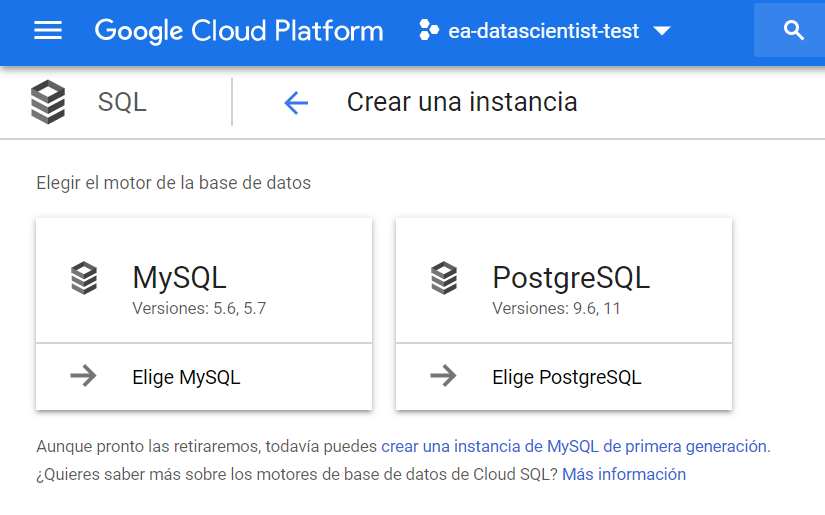 Google Cloud Platform ea-datascientist-test
SQL Crear una instancia
Elegir el motor de la base de datos
MySQL
Versiones: 5.6, 5.7
Elige MySQL
PostgreSQL
Versiones: 9.6, 11
Elige PostgreSQL
Aunque pronto las retiraremos, todavía puedes crear una instancia de MySQL de primera generación.
¿Quieres saber más sobre los motores de base de datos de Cloud SQL? Más información